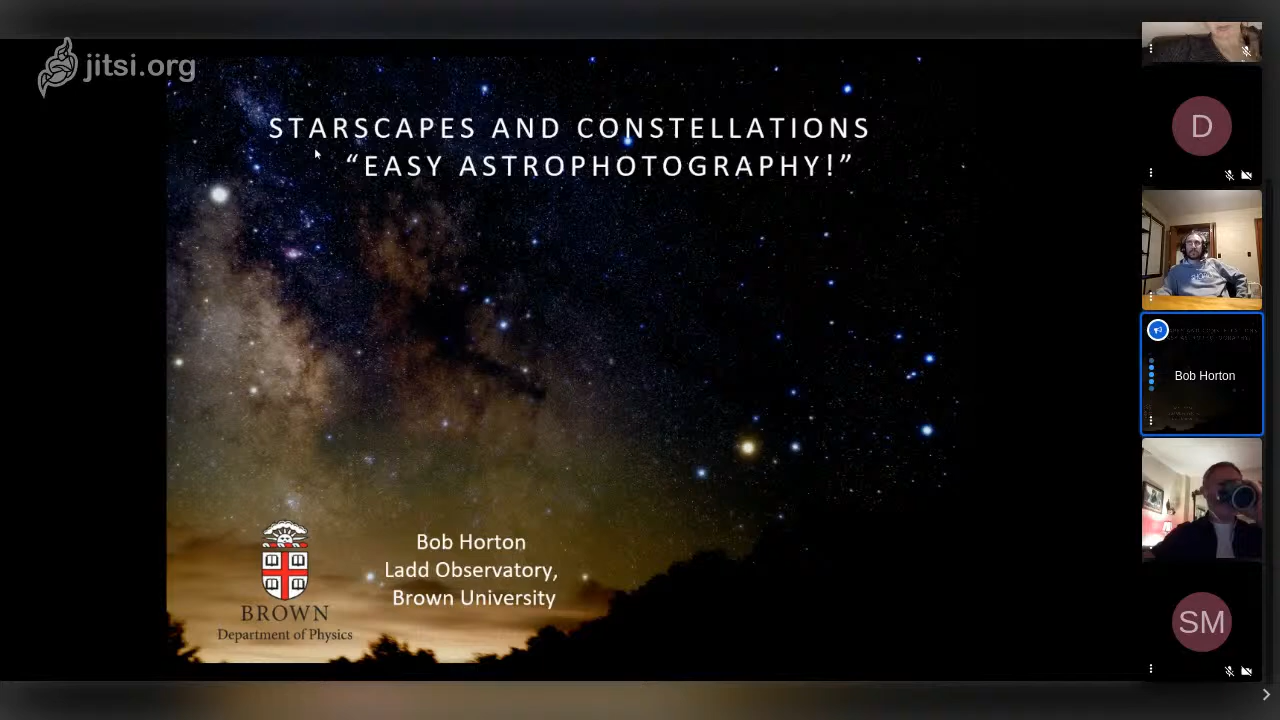 jitsi.org
STARSCAPES AND CONSTELLATIONS
“EASY ASTROPHOTOGRAPHY!”
Bob Horton
Ladd Observatory,
Brown University
BROWN
Department of Physics
D
Bob Horton
SM